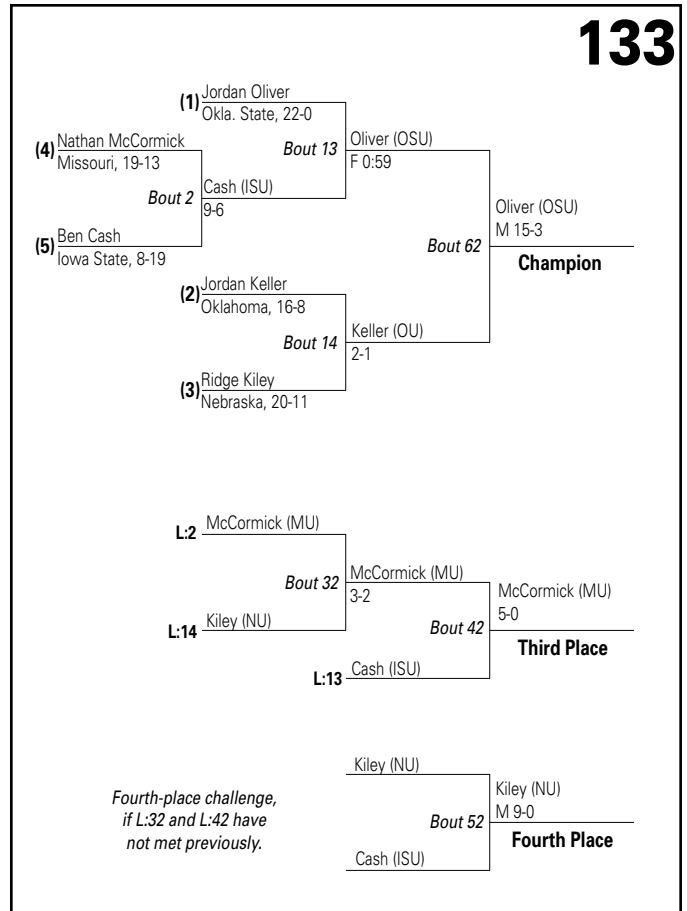 133
(1) Jordan Oliver
Okla. State, 22-0
(4) Nathan McCormick
Missouri, 19-13
Bout 13
Oliver (OSU)
F 0:59
Bout 2
Cash (ISU)
9-6
(5) Ben Cash
Iowa State, 8-19
Bout 62
Oliver (OSU)
M 15-3
Champion
(2) Jordan Keller
Oklahoma, 16-8
Bout 14
Keller (OU)
2-1
(3) Ridge Kiley
Nebraska, 20-11
L:2 McCormick (MU)
Bout 32
McCormick (MU)
3-2
L:14 Kiley (NU)
Bout 42
McCormick (MU)
5-0
Third Place
L:13 Cash (ISU)
Kiley (NU)
Fourth-place challenge,
if L:32 and L:42 have
not met previously.
Bout 52
Kiley (NU)
M 9-0
Fourth Place
Cash (ISU)